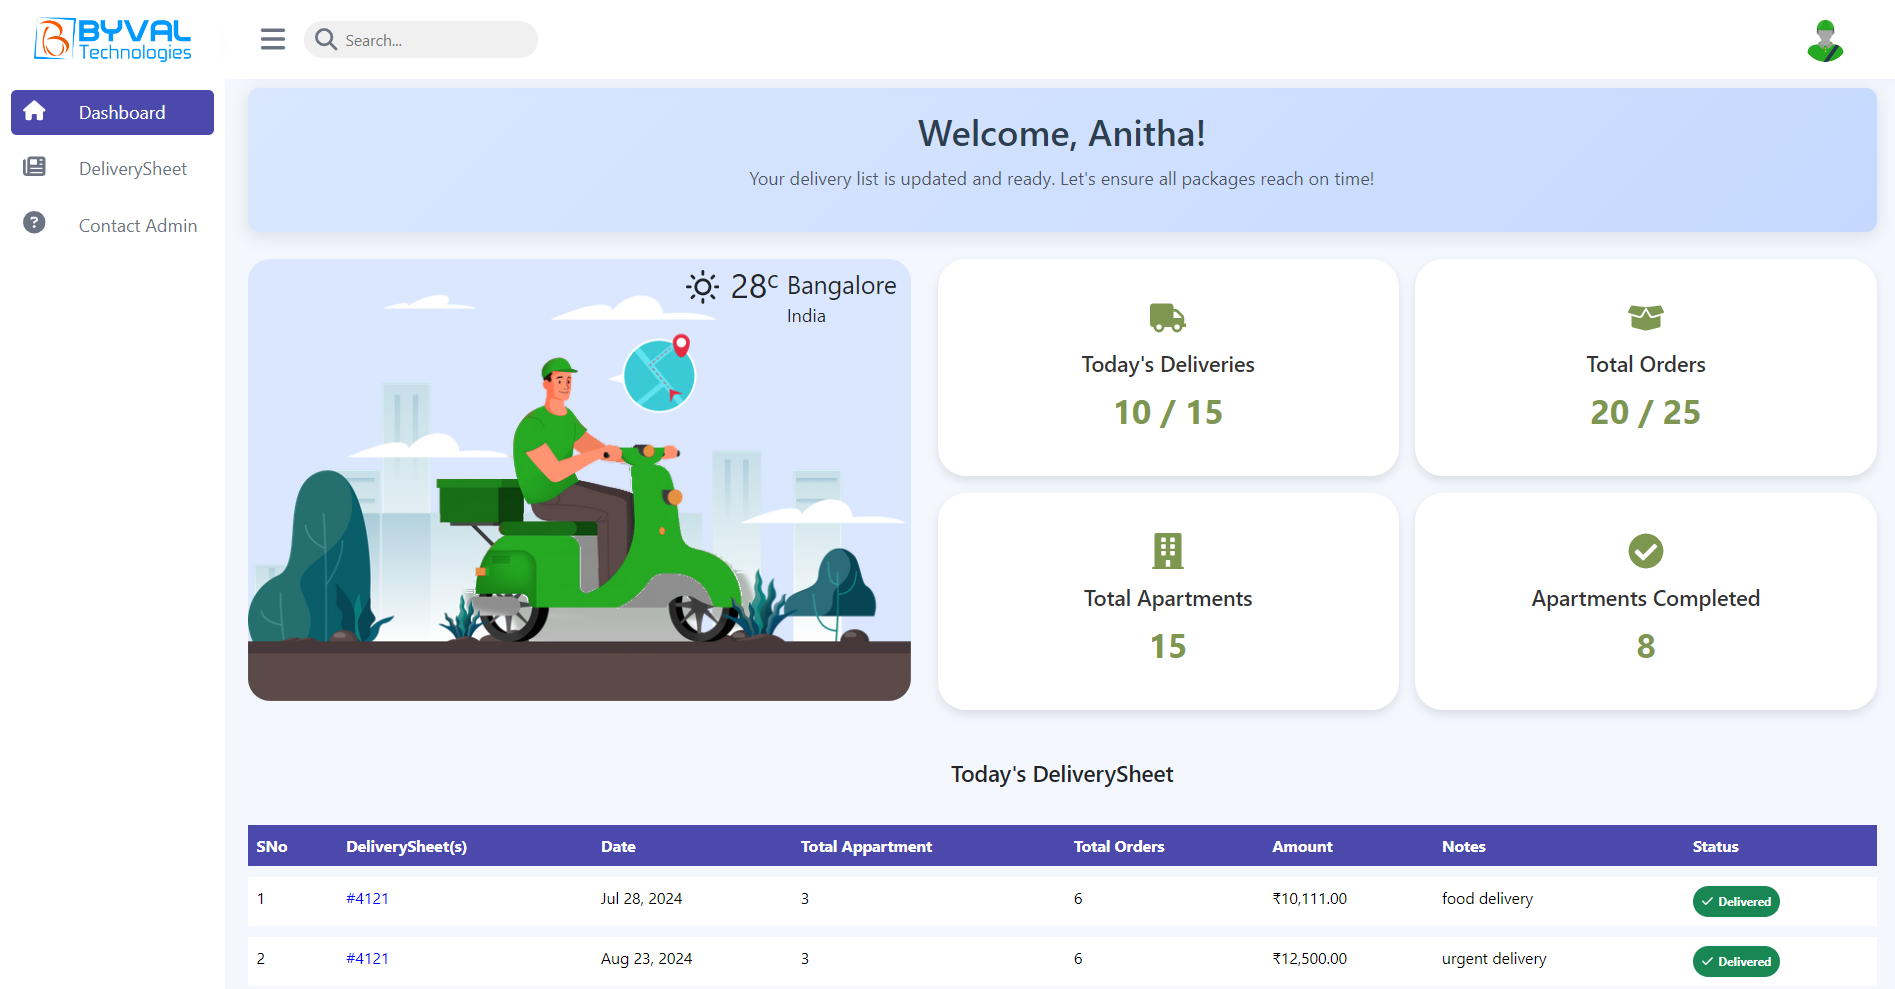 BYVAL
Technologies
Search...
Dashboard
DeliverySheet
Contact Admin
Welcome, Anitha!
Your delivery list is updated and ready. Let's ensure all packages reach on time!
28ᶜ Bangalore
India
Today's Deliveries
10 / 15
Total Orders
20 / 25
Total Apartments
15
Apartments Completed
8
Today's DeliverySheet
SNo DeliverySheet(s) Date Total Appartment Total Orders Amount Notes Status
1 #4121 Jul 28, 2024 3 6 ₹10,111.00 food delivery Delivered
2 #4121 Aug 23, 2024 3 6 ₹12,500.00 urgent delivery Delivered